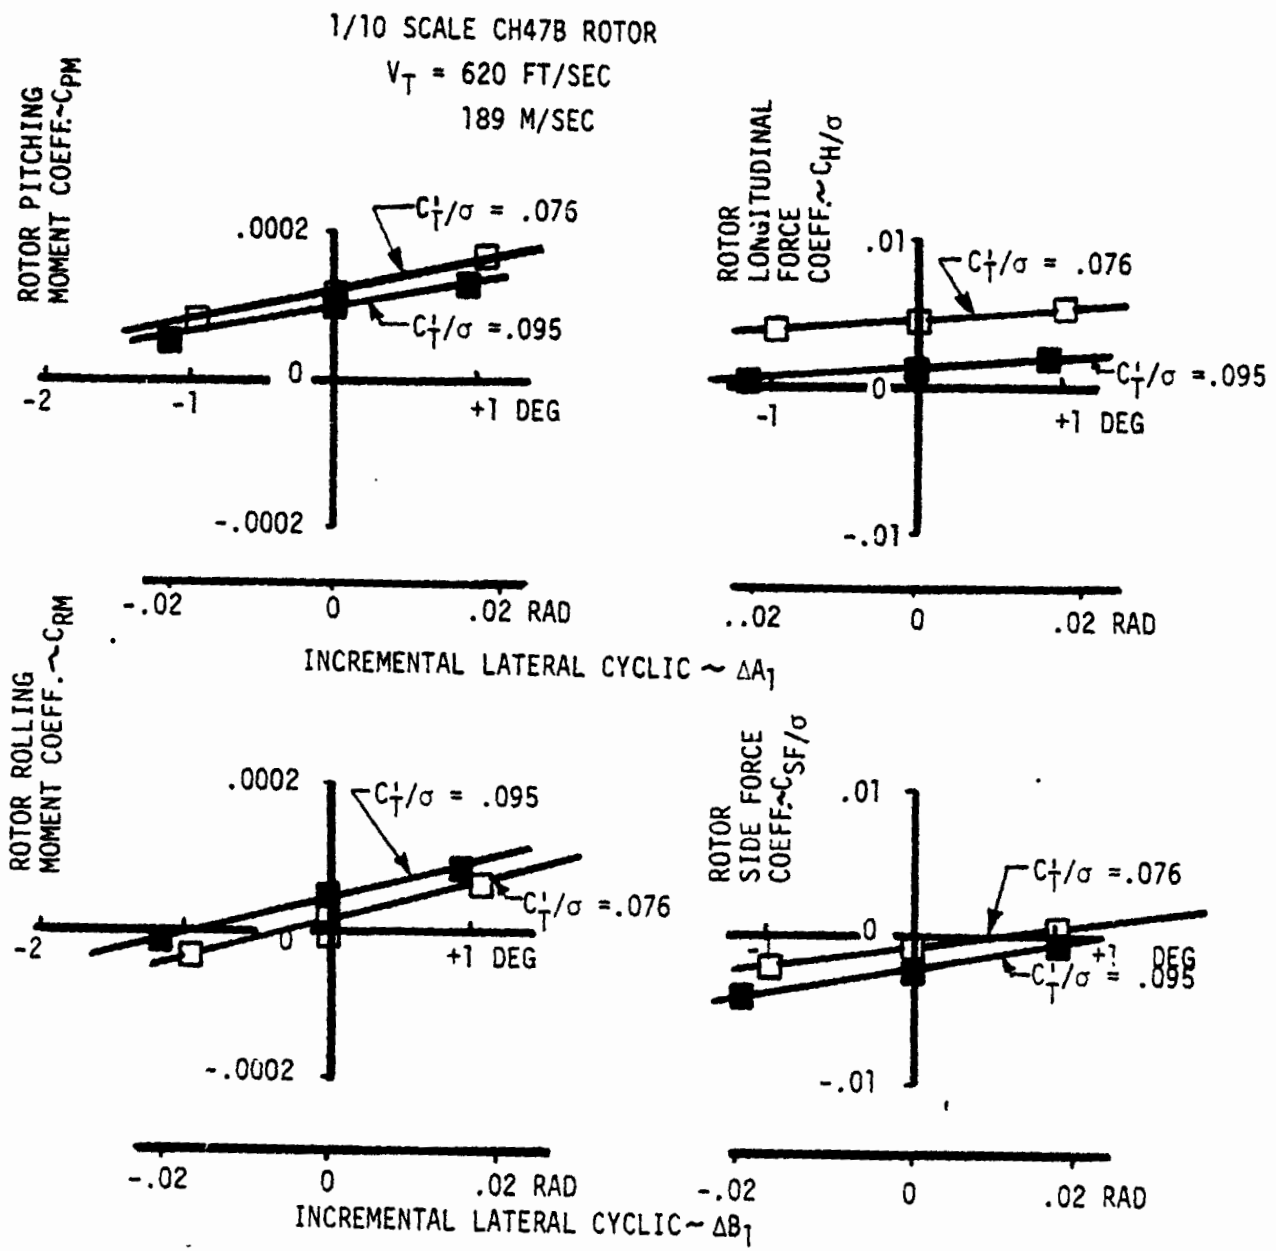 1/10 SCALE CH47B ROTOR
V_T = 620 FT/SEC
189 M/SEC
ROTOR PITCHING
MOMENT COEFF.~C_PM
.0002
C'_T/σ = .076
C'_T/σ =.095
0
-2
-1
+1 DEG
-.0002
-.02
0
.02 RAD
ROTOR
LONGITUDINAL
FORCE
COEFF.~C_H/σ
.01
C'_T/σ = .076
C'_T/σ =.095
0
-1
+1 DEG
-.01
..02
0
.02 RAD
INCREMENTAL LATERAL CYCLIC ~ ΔA_1
ROTOR ROLLING
MOMENT COEFF.~C_RM
.0002
C'_T/σ = .095
C'_T/σ =.076
-2
0
+1 DEG
-.0002
-.02
0
.02 RAD
ROTOR
SIDE FORCE
COEFF.~C_SF/σ
.01
C'_T/σ =.076
0
+1 DEG
C'_T/σ = .095
-.01
-.02
0
.02 RAD
INCREMENTAL LATERAL CYCLIC~ ΔB_1